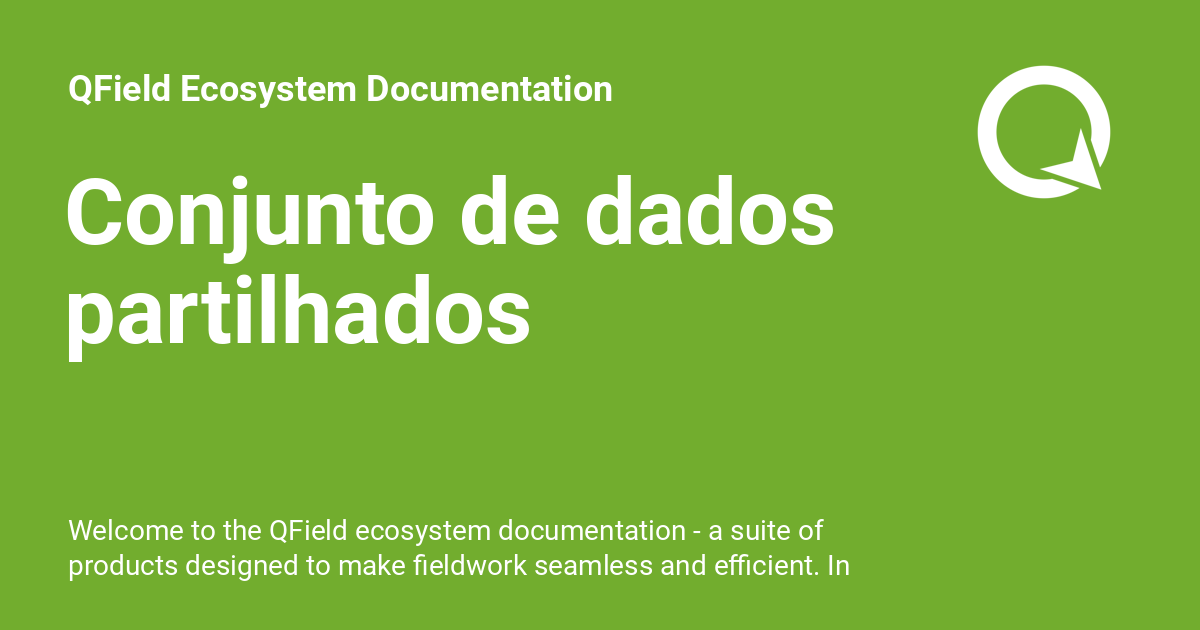 QField Ecosystem Documentation
Conjunto de dados
partilhados
Welcome to the QField ecosystem documentation - a suite of
products designed to make fieldwork seamless and efficient. In